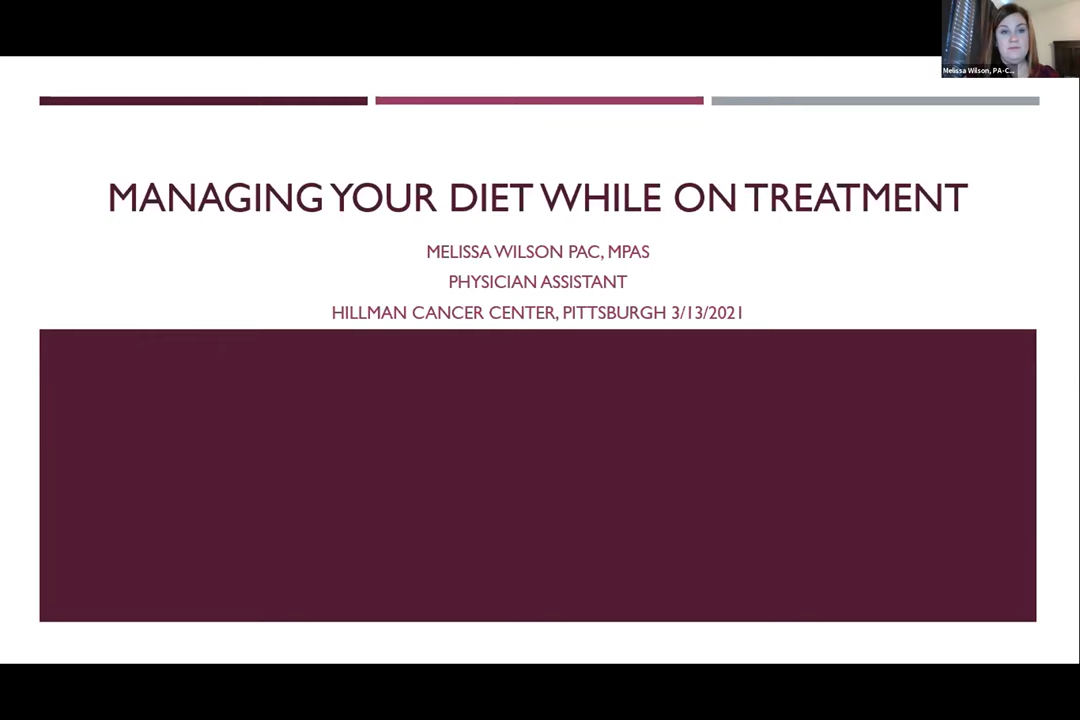 Melissa Wilson, PA-C...
MANAGING YOUR DIET WHILE ON TREATMENT
MELISSA WILSON PAC, MPAS
PHYSICIAN ASSISTANT
HILLMAN CANCER CENTER, PITTSBURGH 3/13/2021